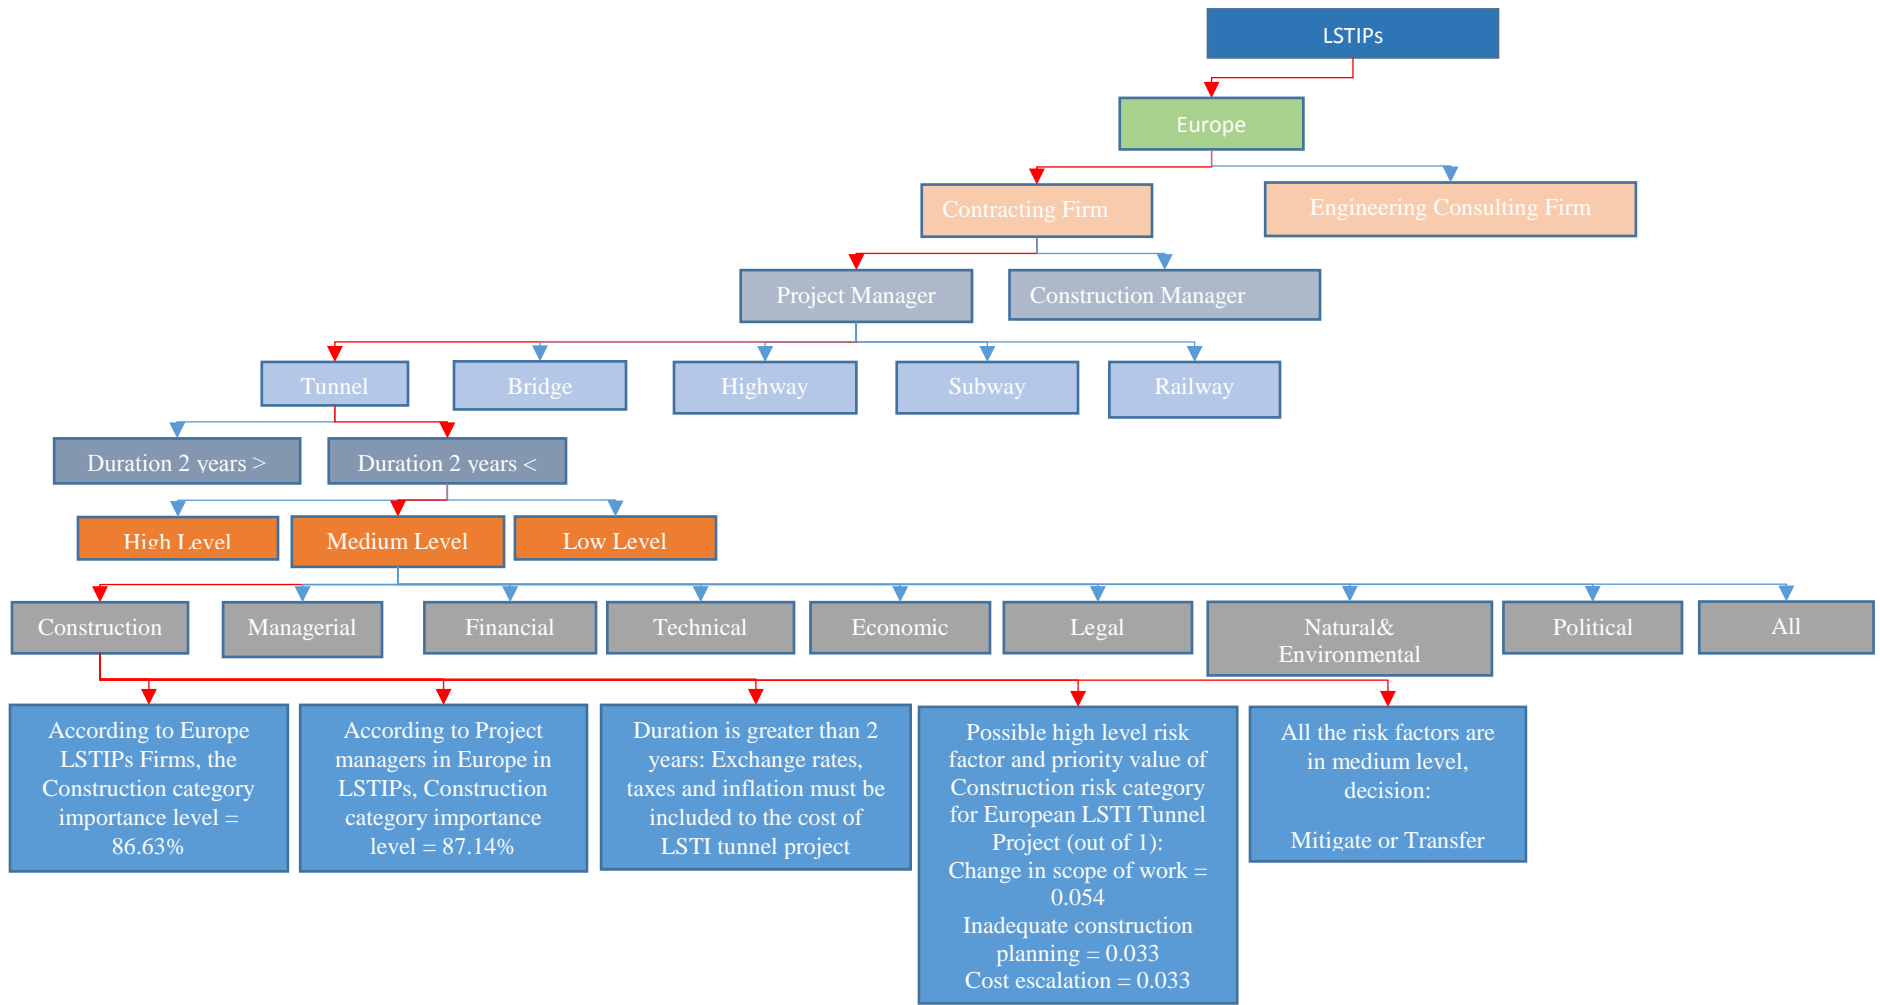 LSTIPs
Europe
Contracting Firm
Engineering Consulting Firm
Project Manager
Construction Manager
Tunnel
Bridge
Highway
Subway
Railway
Duration 2 years >
Duration 2 years <
High Level
Medium Level
Low Level
Construction
Managerial
Financial
Technical
Economic
Legal
Natural&
Environmental
Political
All
According to Europe
LSTIPs Firms, the
Construction category
importance level =
86.63%
According to Project
managers in Europe in
LSTIPs, Construction
category importance
level = 87.14%
Duration is greater than 2
years: Exchange rates,
taxes and inflation must be
included to the cost of
LSTI tunnel project
Possible high level risk
factor and priority value of
Construction risk category
for European LSTI Tunnel
Project (out of 1):
Change in scope of work =
0.054
Inadequate construction
planning = 0.033
Cost escalation = 0.033
All the risk factors are
in medium level,
decision:
Mitigate or Transfer